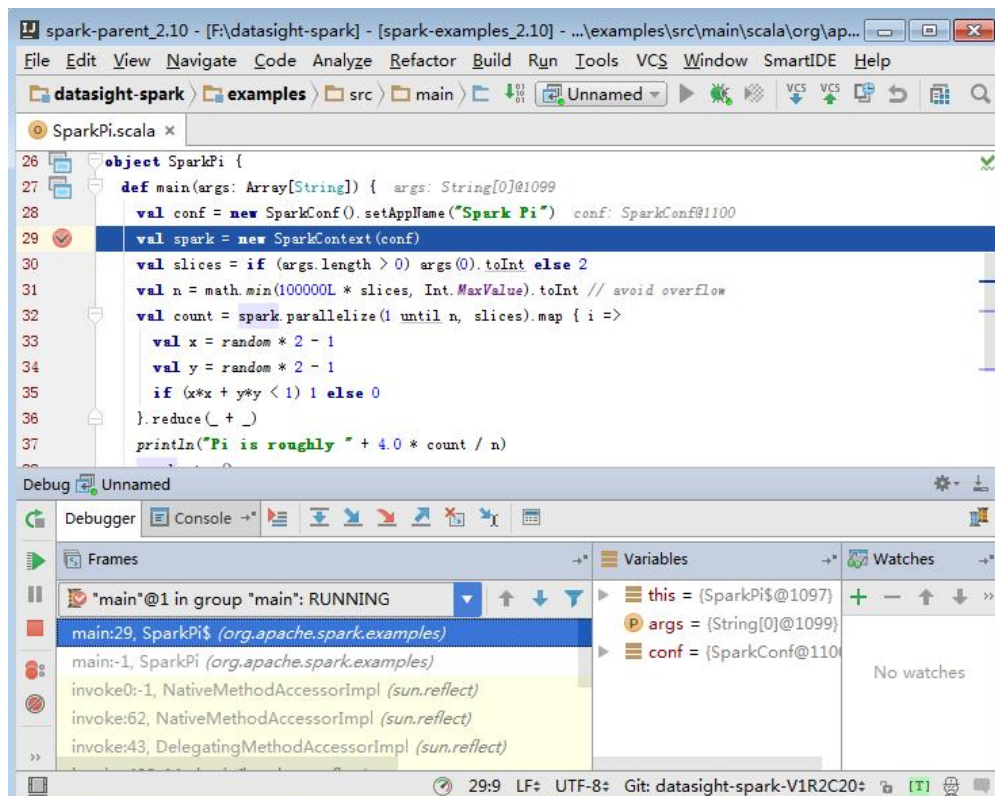 spark-parent_2.10 - [F:\datasight-spark] - [spark-examples_2.10] - ...\examples\src\main\scala\org\ap...
File Edit View Navigate Code Analyze Refactor Build Run Tools VCS Window SmartIDE Help
datasight-spark examples src main Unnamed VCS VCS
SparkPi.scala
26 object SparkPi {
27 def main(args: Array[String]) { args: String[0]@1099
28 val conf = new SparkConf().setAppName("Spark Pi") conf: SparkConf@1100
29 val spark = new SparkContext(conf)
30 val slices = if (args.length > 0) args(0).toInt else 2
31 val n = math.min(100000L * slices, Int.MaxValue).toInt // avoid overflow
32 val count = spark.parallelize(1 until n, slices).map { i =>
33 val x = random * 2 - 1
34 val y = random * 2 - 1
35 if (x*x + y*y < 1) 1 else 0
36 }.reduce(_ + _)
37 println("Pi is roughly " + 4.0 * count / n)
Debug Unnamed
Debugger Console
Frames Variables Watches
"main"@1 in group "main": RUNNING
main:29, SparkPi$ (org.apache.spark.examples)
main:-1, SparkPi (org.apache.spark.examples)
invoke0:-1, NativeMethodAccessorImpl (sun.reflect)
invoke:62, NativeMethodAccessorImpl (sun.reflect)
invoke:43, DelegatingMethodAccessorImpl (sun.reflect)
this = {SparkPi$@1097}
args = {String[0]@1099}
conf = {SparkConf@110
No watches
29:9 LF UTF-8 Git: datasight-spark-V1R2C20 [T]